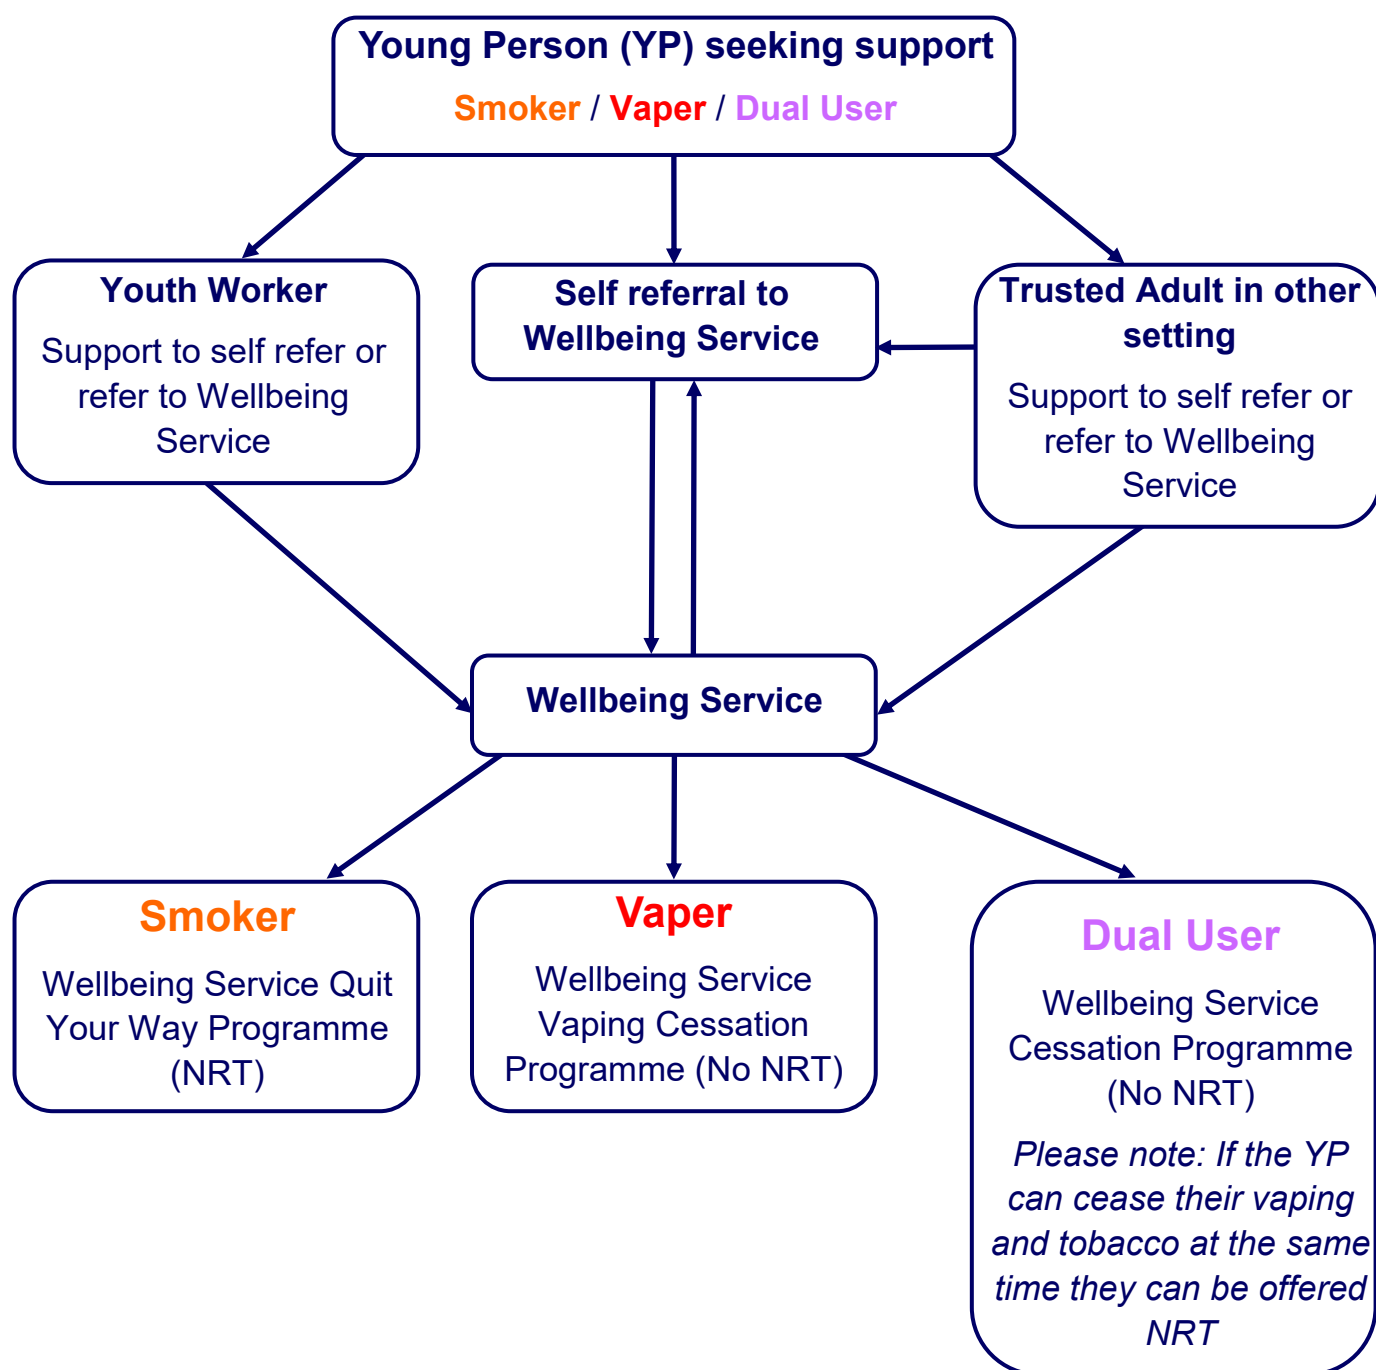 Young Person (YP) seeking support
Smoker / Vaper / Dual User
Youth Worker
Support to self refer or
refer to Wellbeing
Service
Self referral to
Wellbeing Service
Trusted Adult in other
setting
Support to self refer or
refer to Wellbeing
Service
Wellbeing Service
Smoker
Wellbeing Service Quit
Your Way Programme
(NRT)
Vaper
Wellbeing Service
Vaping Cessation
Programme (No NRT)
Dual User
Wellbeing Service
Cessation Programme
(No NRT)
Please note: If the YP
can cease their vaping
and tobacco at the same
time they can be offered
NRT